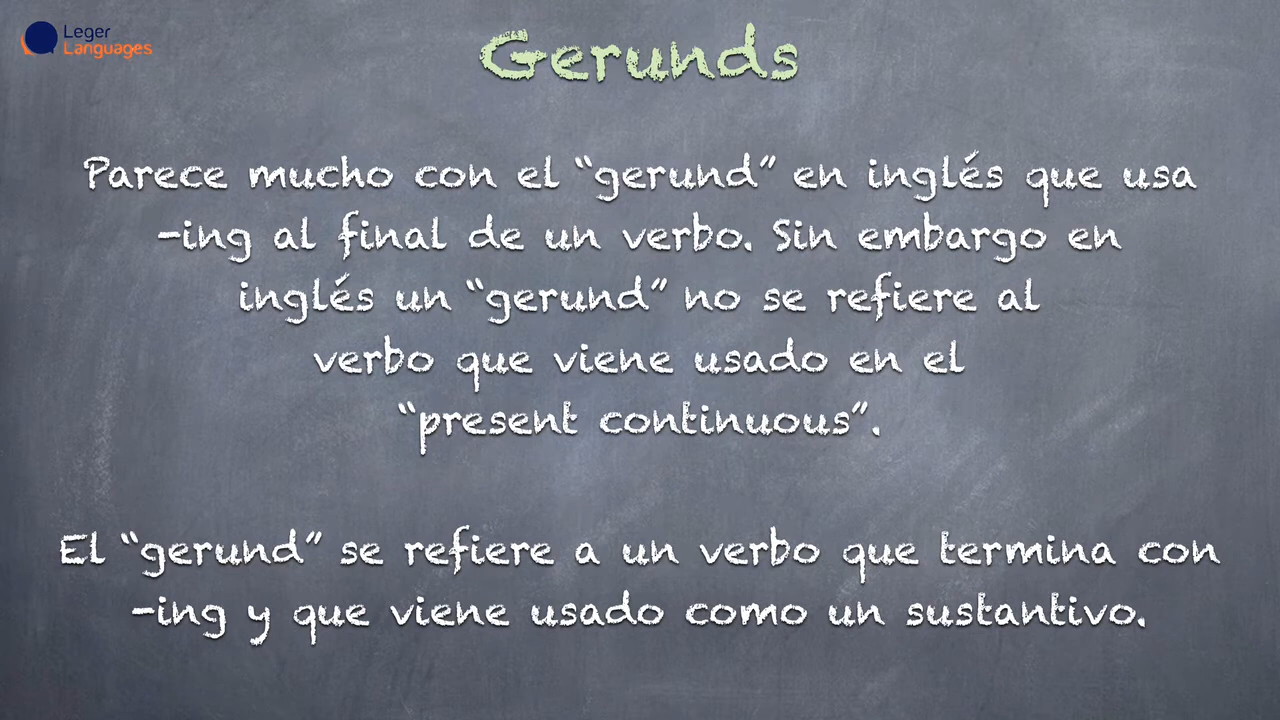 Leger
Languages
Gerunds
Parece mucho con el “gerund” en inglés que usa
-ing al final de un verbo. Sin embargo en
inglés un “gerund” no se refiere al
verbo que viene usado en el
“present continuous”.
El “gerund” se refiere a un verbo que termina con
-ing y que viene usado como un sustantivo.